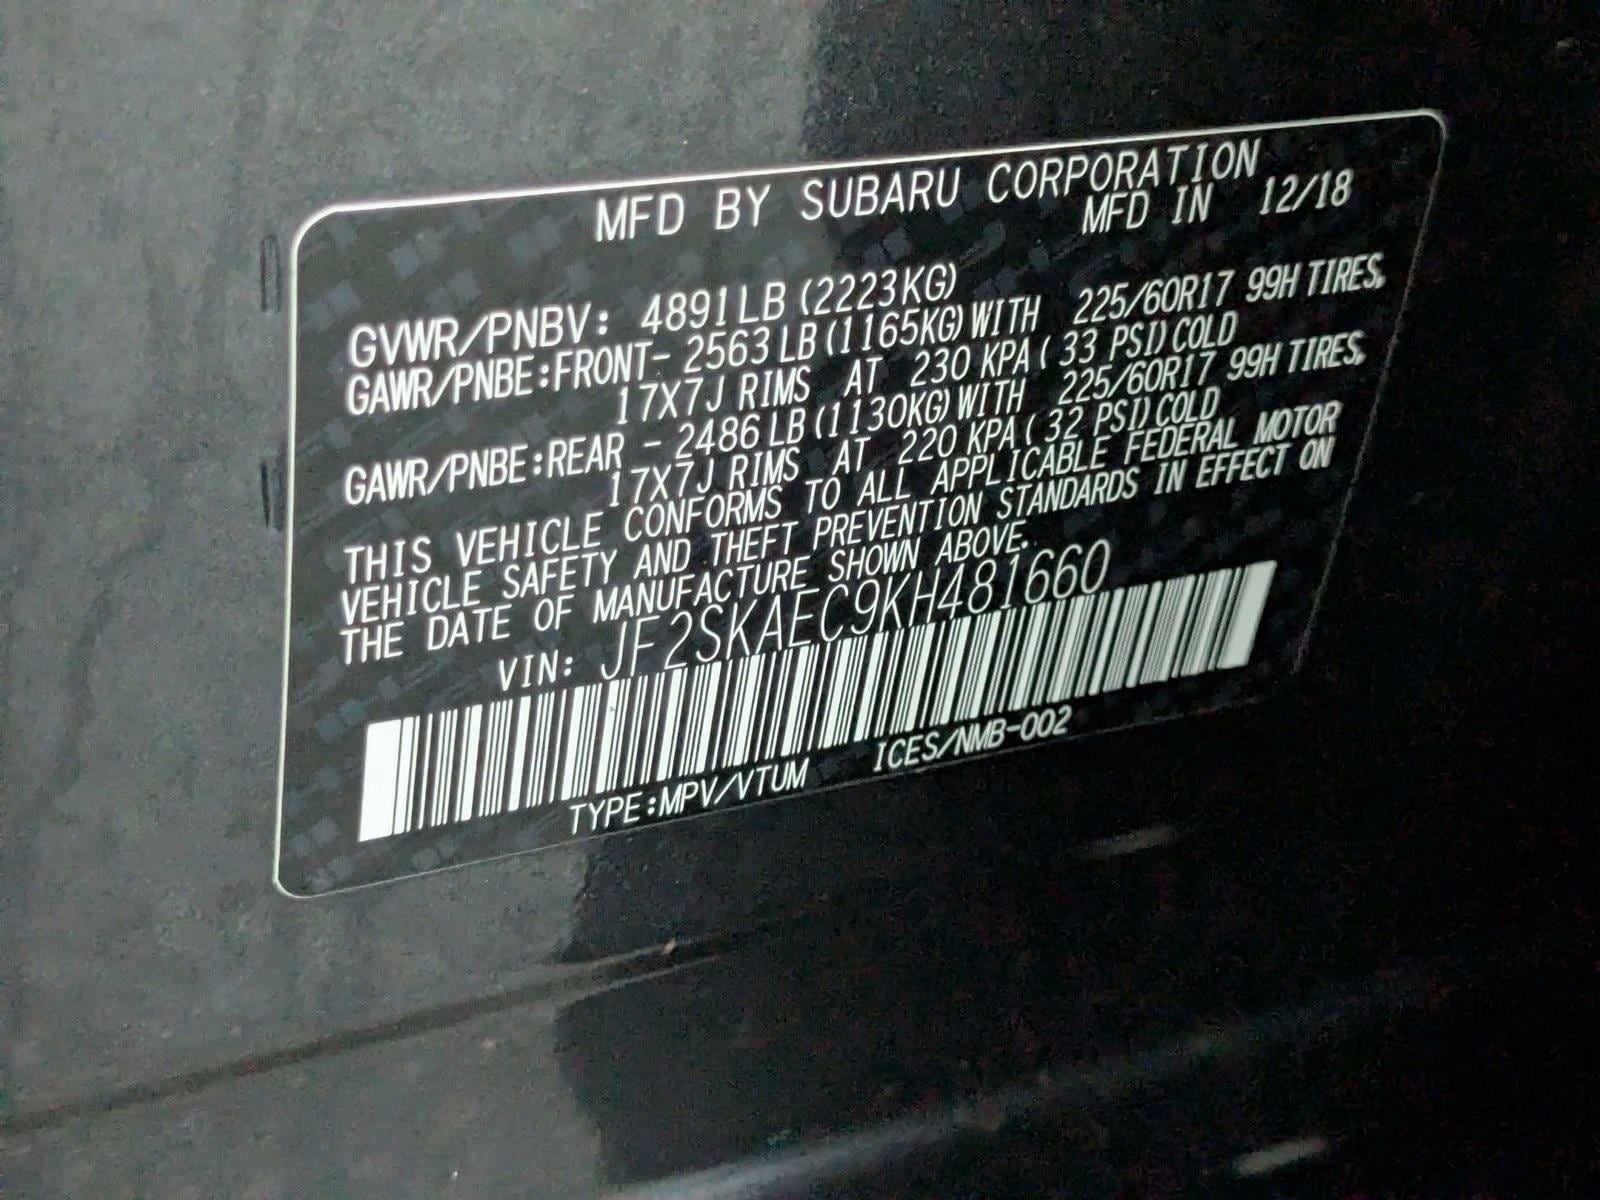 MFD BY SUBARU CORPORATION
MFD IN 12/18
GVWR/PNBV: 4891LB (2223KG)
GAWR/PNBE:FRONT- 2563LB(1165KG)WITH 225/60R17 99H TIRES,
17X7J RIMS AT 230 KPA( 33 PSI)COLD
GAWR/PNBE:REAR - 2486LB(1130KG)WITH 225/60R17 99H TIRES,
17X7J RIMS AT 220 KPA( 32 PSI)COLD
THIS VEHICLE CONFORMS TO ALL APPLICABLE FEDERAL MOTOR
VEHICLE SAFETY AND THEFT PREVENTION STANDARDS IN EFFECT ON
THE DATE OF MANUFACTURE SHOWN ABOVE.
VIN: JF2SKAEC9KH481660
TYPE:MPV/VTUM ICES/NMB-002